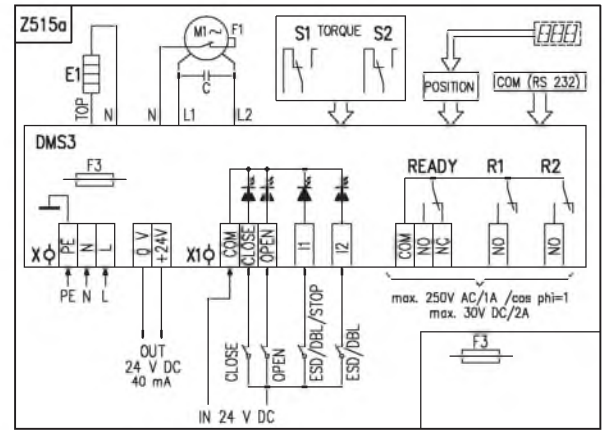 Z515a
M1~ F1
S1 TORQUE S2
E1
C
POSITION
COM (RS 232)
TOP N N L1 L2
DMS3
F3
READY R1 R2
X PE N L
0 V +24V
X1 COM CLOSE OPEN I1 I2
COM NO NC NO NO
PE N L
max. 250V AC/1A /cos phi=1
max. 30V DC/2A
OUT
24 V DC
40 mA
CLOSE
OPEN
ESD/DBL/STOP
ESD/DBL
F3
IN 24 V DC